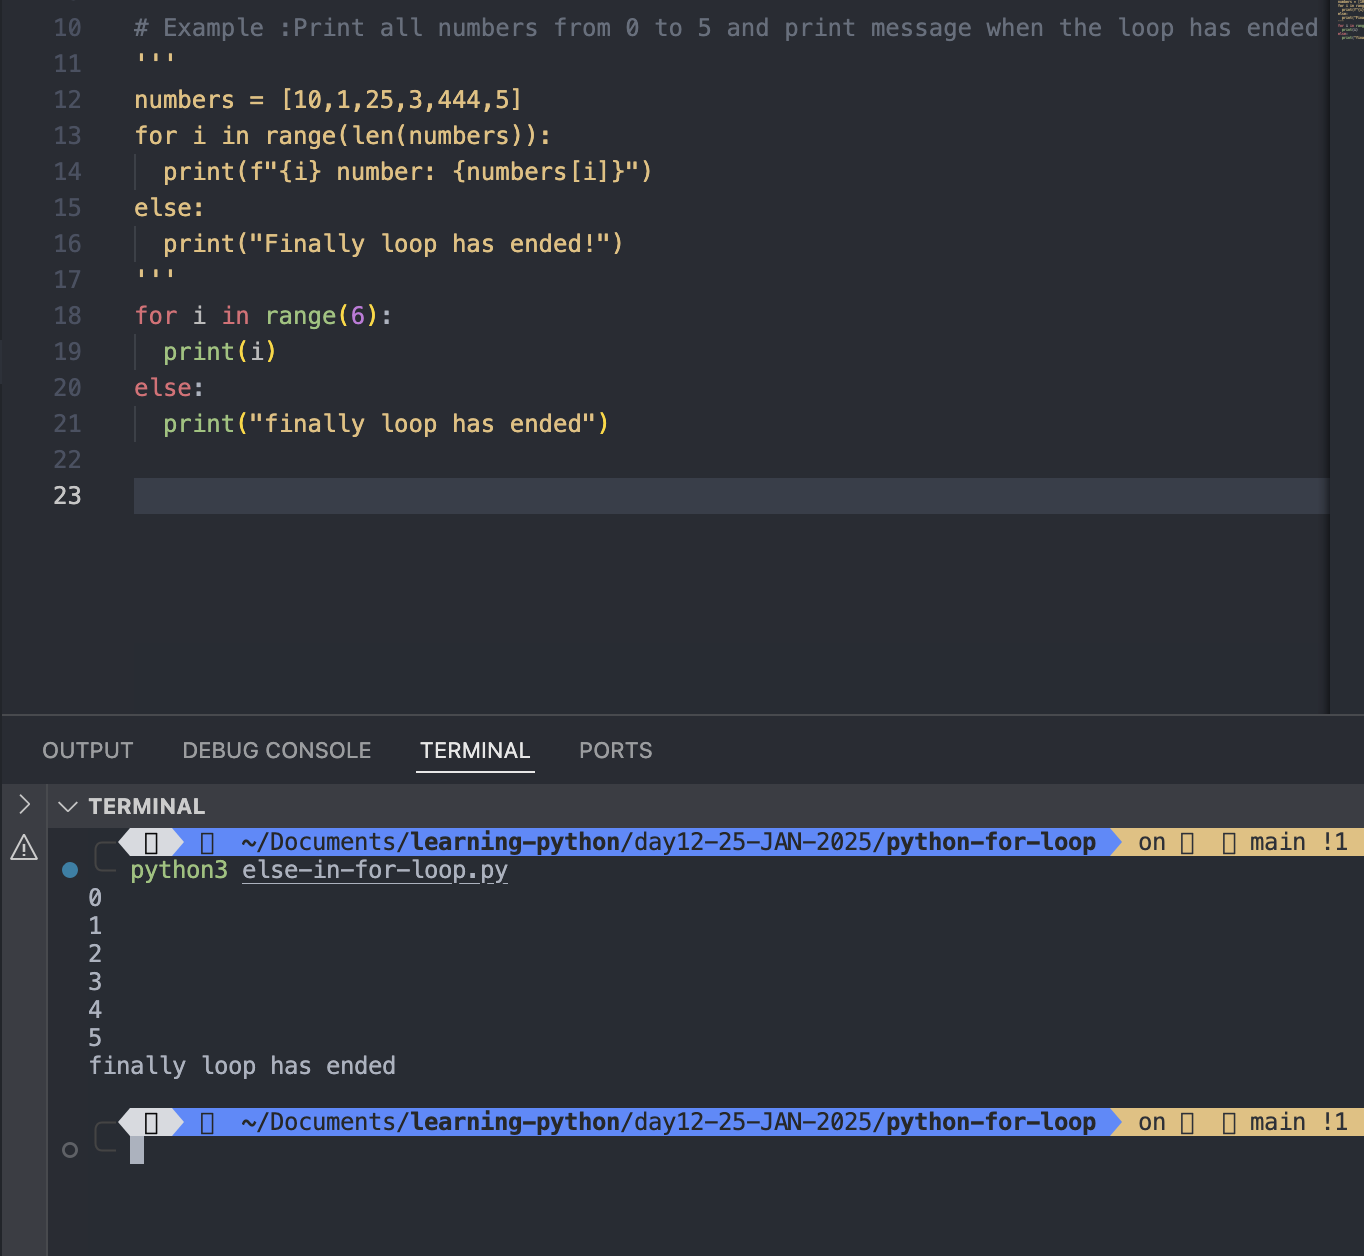 10 # Example :Print all numbers from 0 to 5 and print message when the loop has ended
11 '''
12 numbers = [10,1,25,3,444,5]
13 for i in range(len(numbers)):
14   print(f"{i} number: {numbers[i]}")
15 else:
16   print("Finally loop has ended!")
17 '''
18 for i in range(6):
19   print(i)
20 else:
21   print("finally loop has ended")
22
23
OUTPUT DEBUG CONSOLE TERMINAL PORTS
TERMINAL
~/Documents/learning-python/day12-25-JAN-2025/python-for-loop on main !1
python3 else-in-for-loop.py
0
1
2
3
4
5
finally loop has ended
~/Documents/learning-python/day12-25-JAN-2025/python-for-loop on main !1